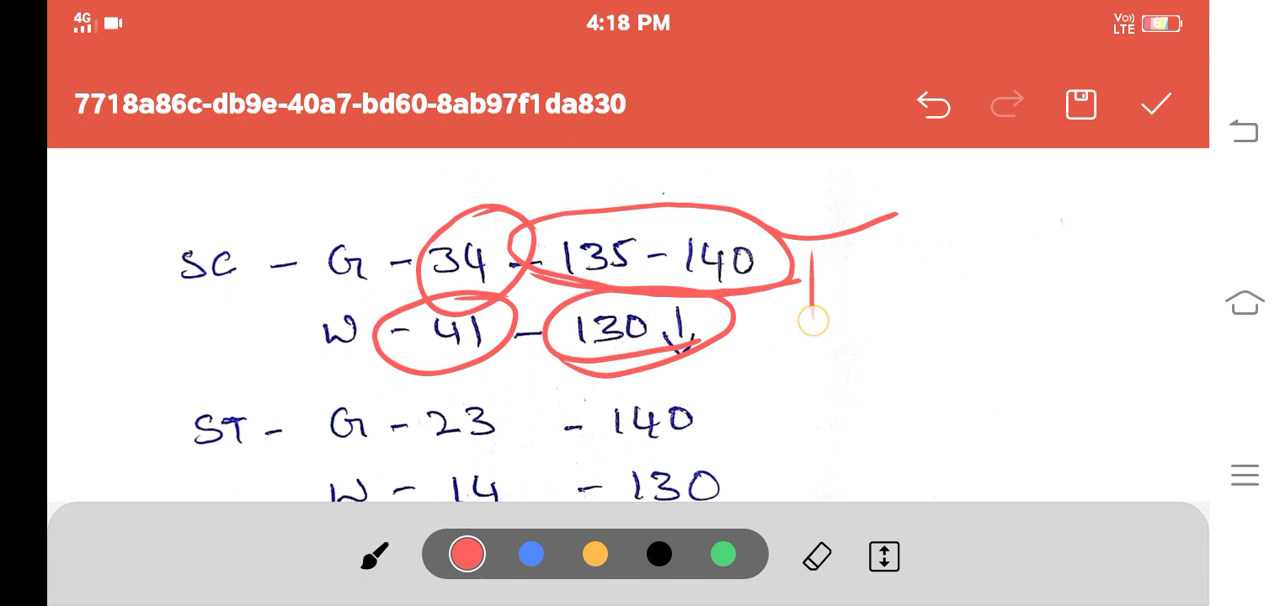 4G 4:18 PM Vo)) LTE 67
7718a86c-db9e-40a7-bd60-8ab97f1da830
SC - G - 34 - 135 - 140
W - 41 - 130 ↓
ST - G - 23 - 140
W - 14 - 130